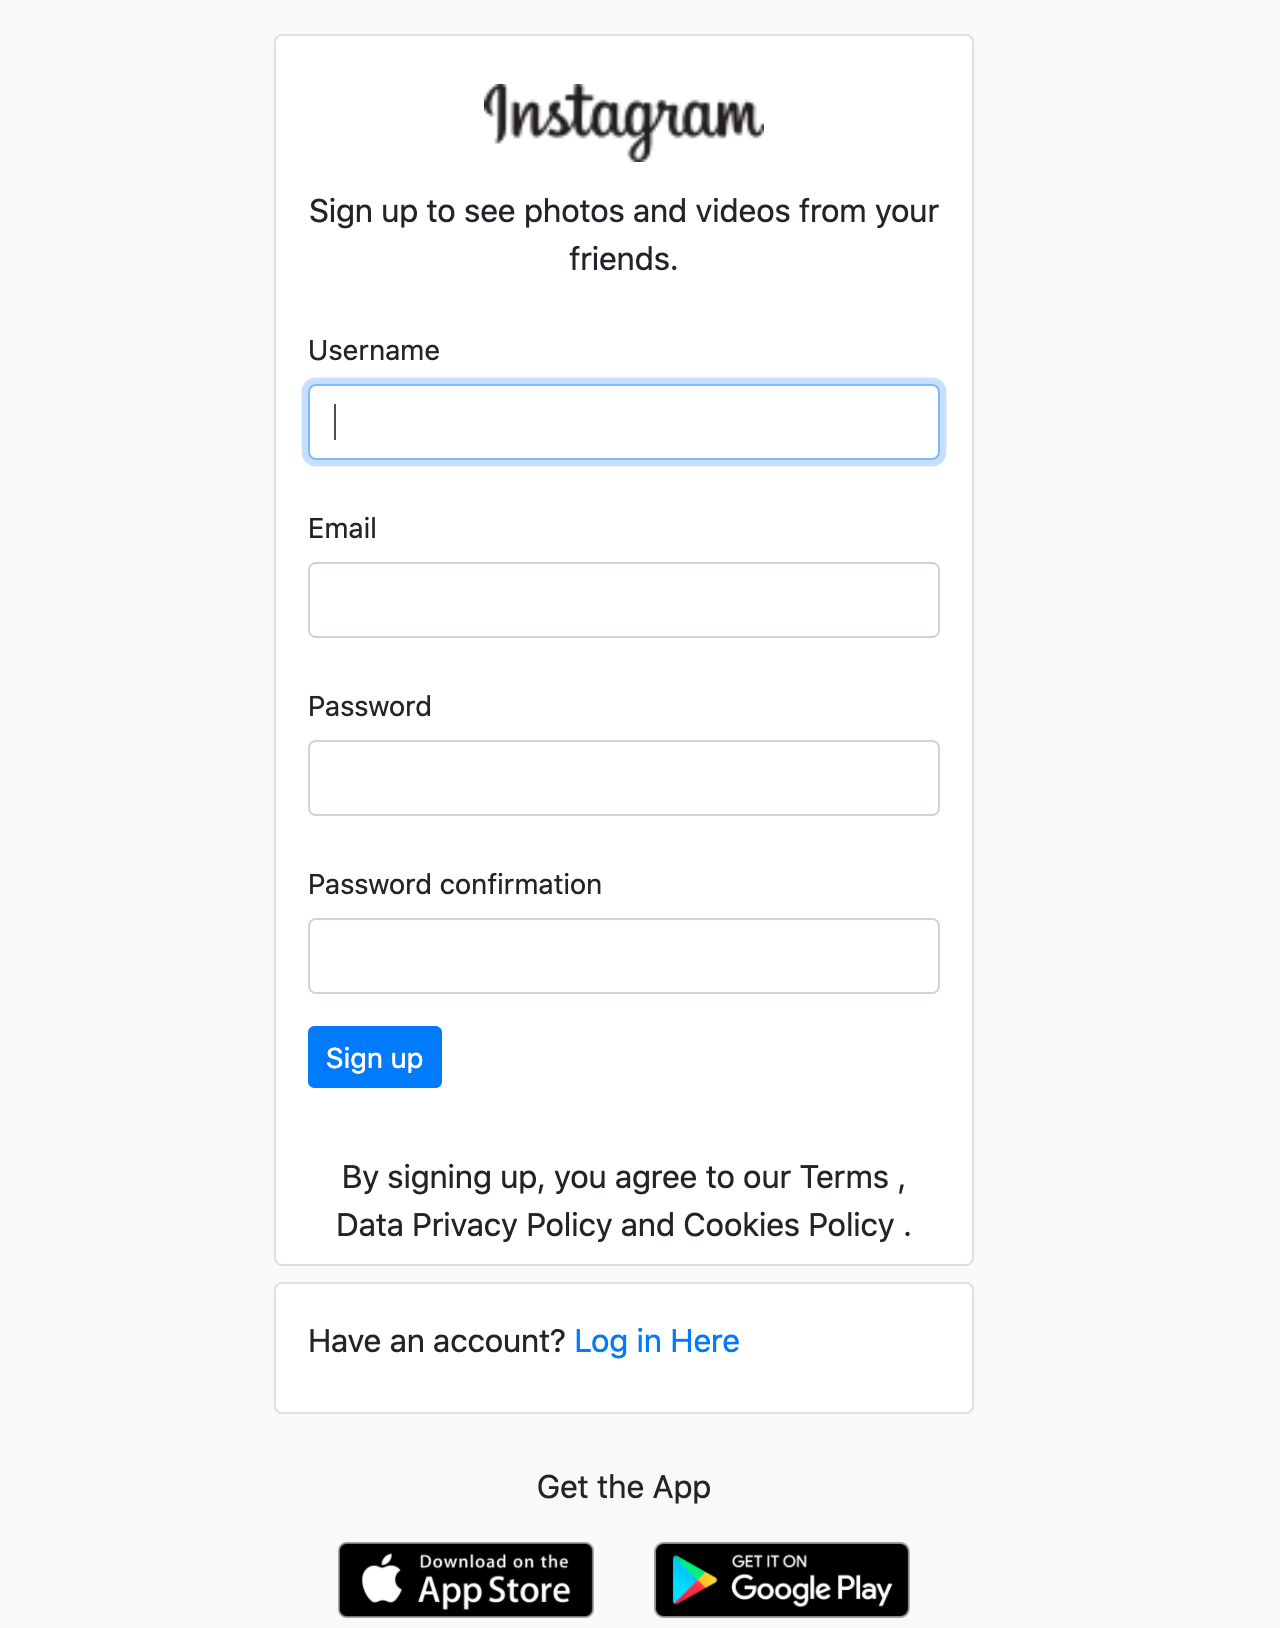 Instagram
Sign up to see photos and videos from your
friends.
Username
Email
Password
Password confirmation
Sign up
By signing up, you agree to our Terms ,
Data Privacy Policy and Cookies Policy .
Have an account? Log in Here
Get the App
Download on the
App Store
GET IT ON
Google Play